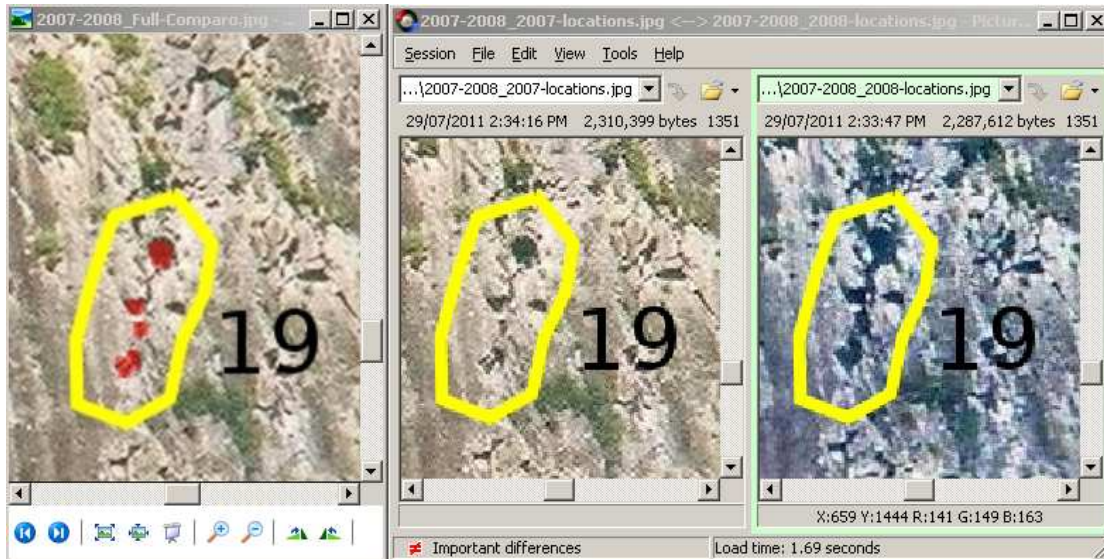 2007-2008_Full-Comparo.jpg - ...
19
2007-2008_2007-locations.jpg <--> 2007-2008_2008-locations.jpg - Pictur...
Session File Edit View Tools Help
...\2007-2008_2007-locations.jpg
29/07/2011 2:34:16 PM 2,310,399 bytes 1351
19
...\2007-2008_2008-locations.jpg
29/07/2011 2:33:47 PM 2,287,612 bytes 1351
19
X:659 Y:1444 R:141 G:149 B:163
Important differences
Load time: 1.69 seconds